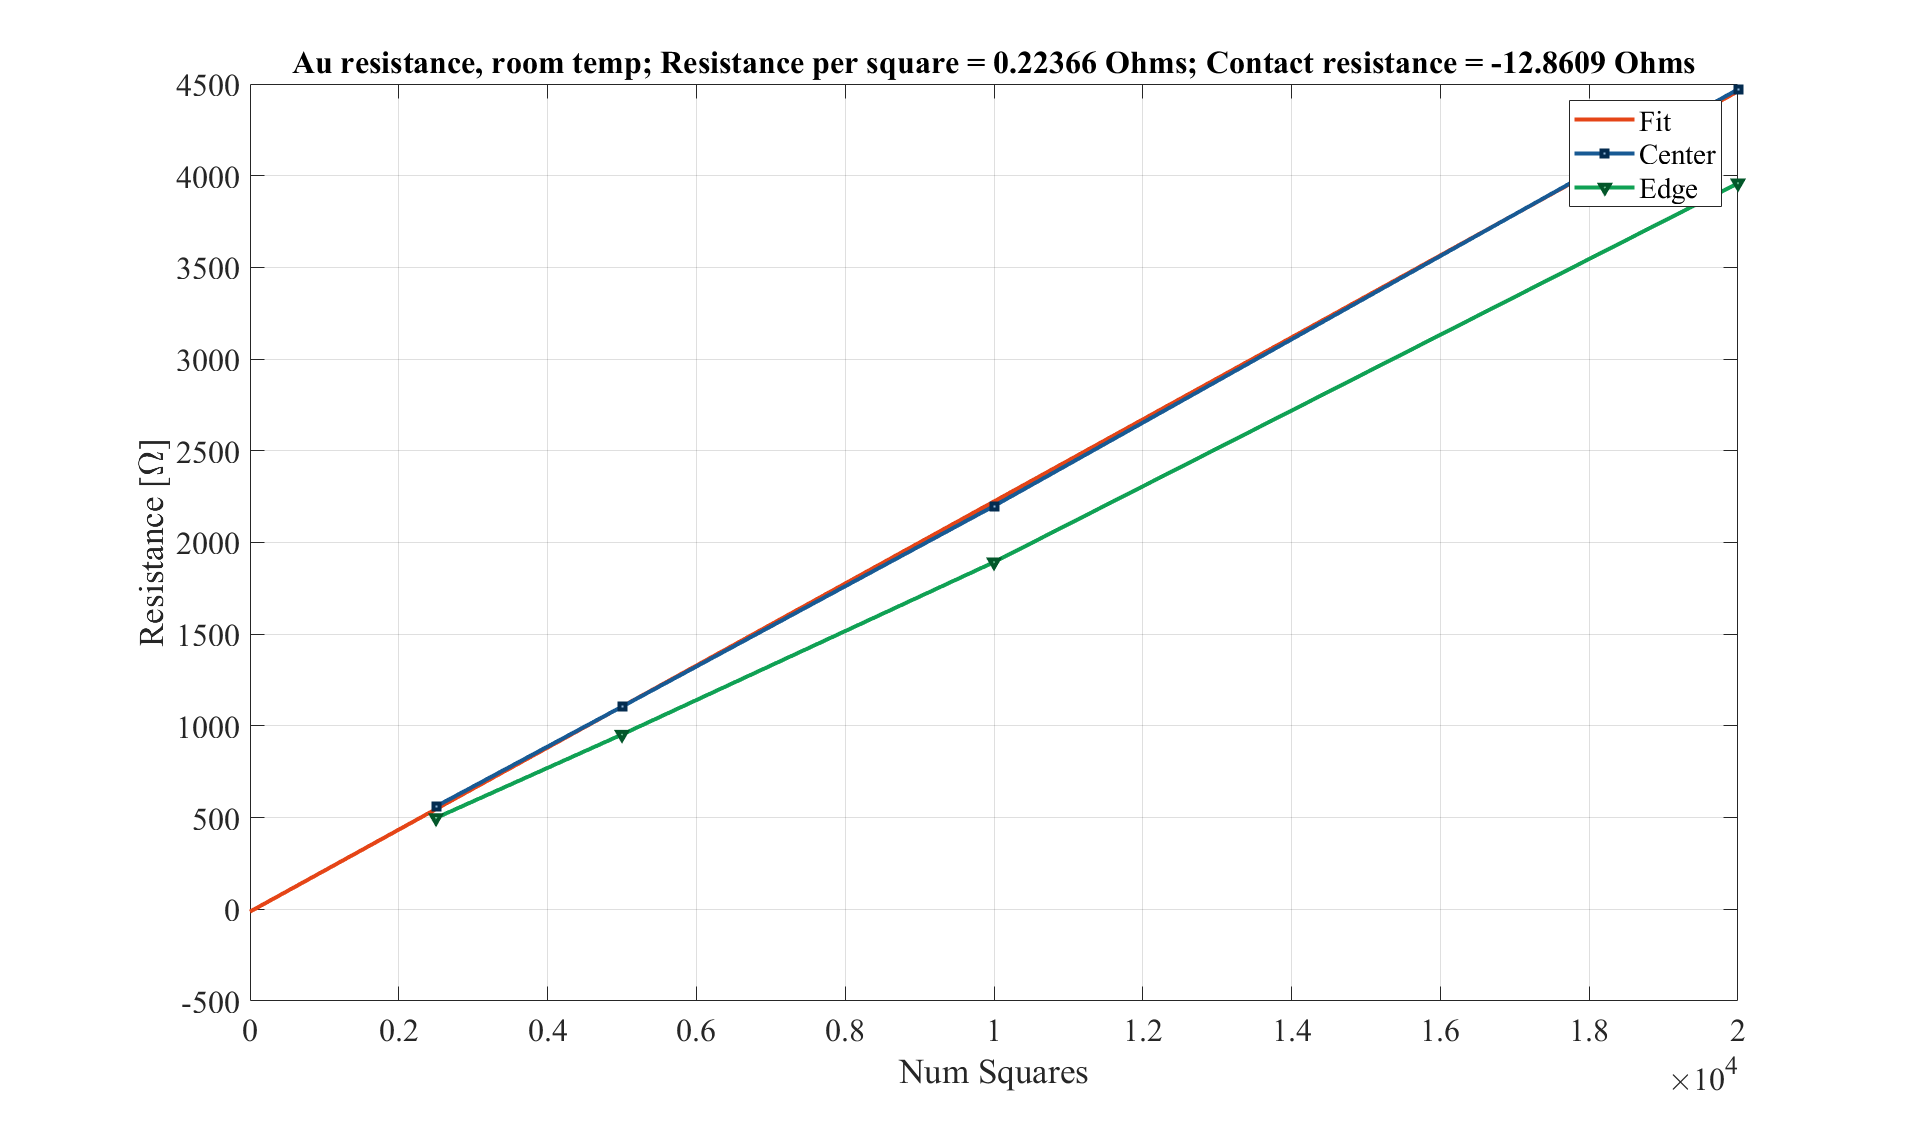 Au resistance, room temp; Resistance per square = 0.22366 Ohms; Contact resistance = -12.8609 Ohms
4500
4000
3500
3000
2500
2000
1500
1000
500
0
-500
Resistance [Ω]
Fit
Center
Edge
0 0.2 0.4 0.6 0.8 1 1.2 1.4 1.6 1.8 2
Num Squares
×10⁴